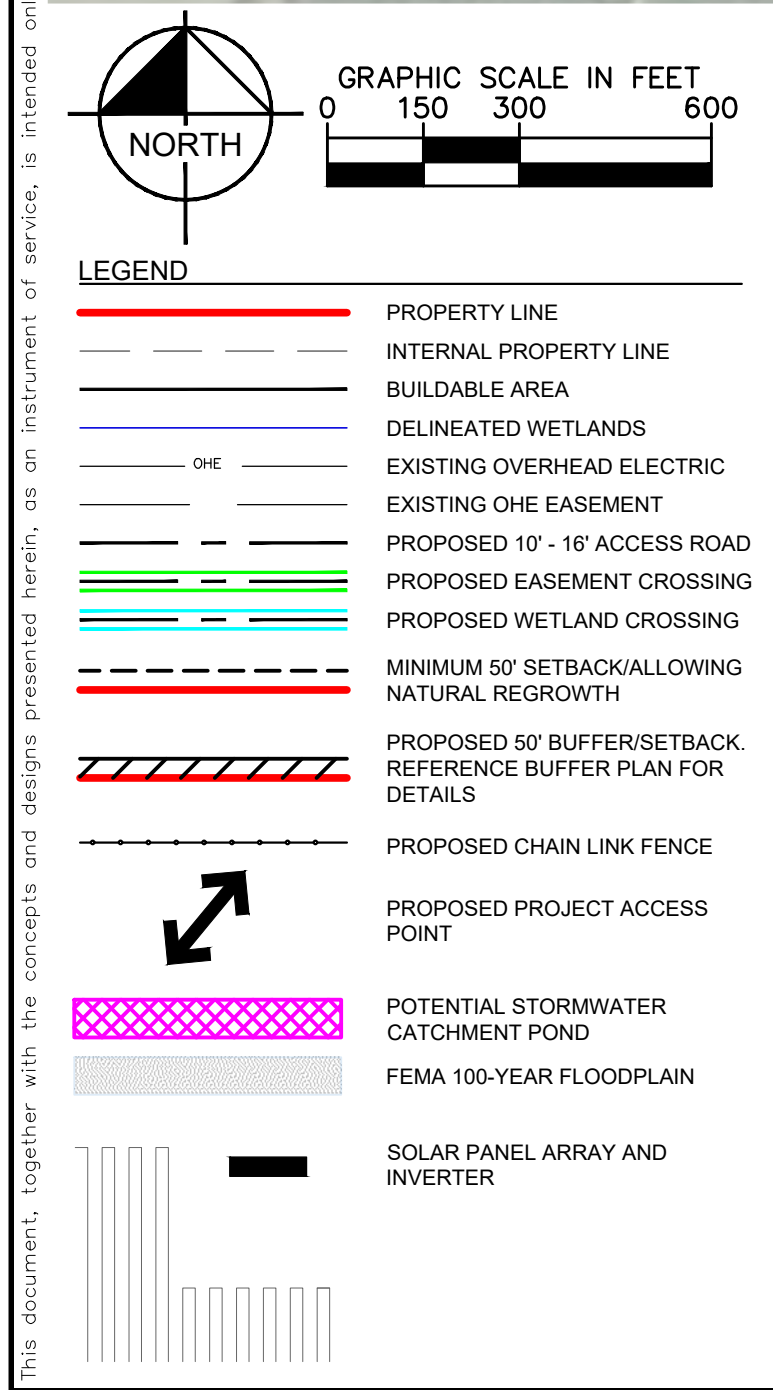 This document, together with the concepts and designs presented herein, as an instrument of service, is intended onl
NORTH
GRAPHIC SCALE IN FEET
0 150 300 600
LEGEND
PROPERTY LINE
INTERNAL PROPERTY LINE
BUILDABLE AREA
DELINEATED WETLANDS
OHE
EXISTING OVERHEAD ELECTRIC
EXISTING OHE EASEMENT
PROPOSED 10' - 16' ACCESS ROAD
PROPOSED EASEMENT CROSSING
PROPOSED WETLAND CROSSING
MINIMUM 50' SETBACK/ALLOWING
NATURAL REGROWTH
PROPOSED 50' BUFFER/SETBACK.
REFERENCE BUFFER PLAN FOR
DETAILS
PROPOSED CHAIN LINK FENCE
PROPOSED PROJECT ACCESS
POINT
POTENTIAL STORMWATER
CATCHMENT POND
FEMA 100-YEAR FLOODPLAIN
SOLAR PANEL ARRAY AND
INVERTER